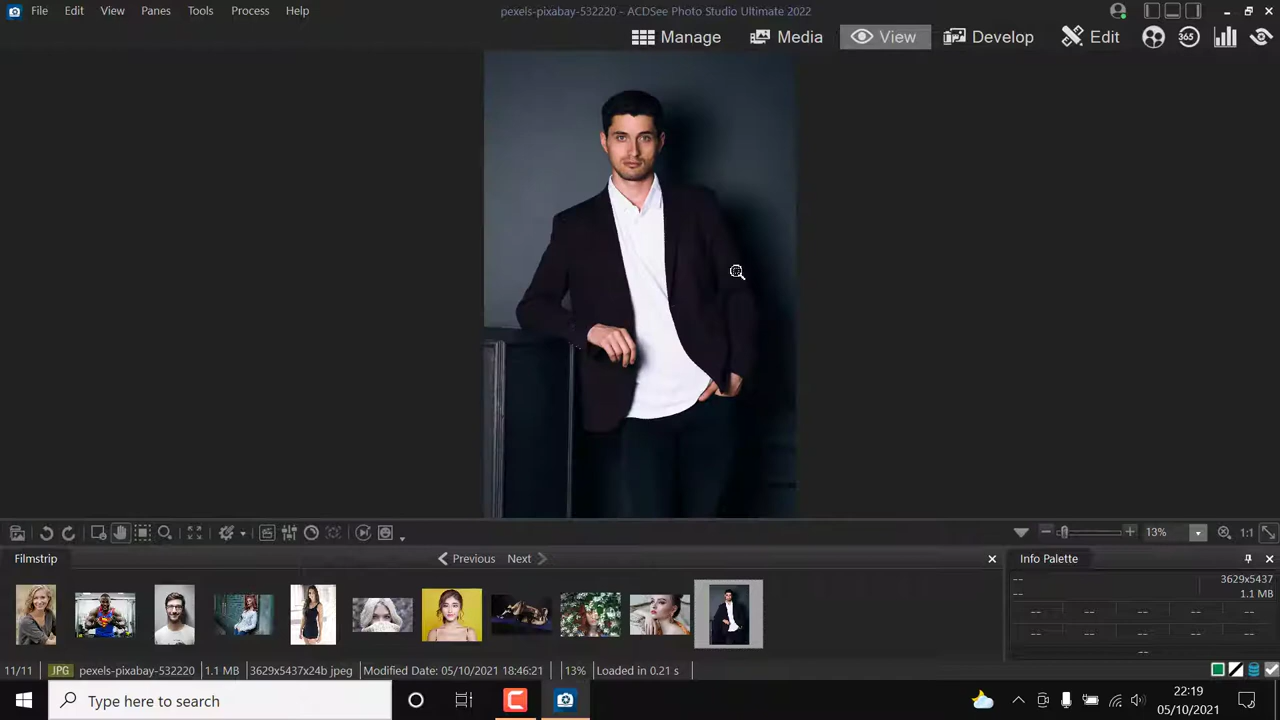 File Edit View Panes Tools Process Help
pexels-pixabay-532220 - ACDSee Photo Studio Ultimate 2022
Manage Media View Develop Edit 365
13% 1:1
Filmstrip
Previous Next
Info Palette
--
3629x5437
--
1.1 MB
-- -- -- -- --
-- -- -- -- --
--
11/11 JPG pexels-pixabay-532220 1.1 MB 3629x5437x24b jpeg Modified Date: 05/10/2021 18:46:21 13% Loaded in 0.21 s
Type here to search
22:19
05/10/2021